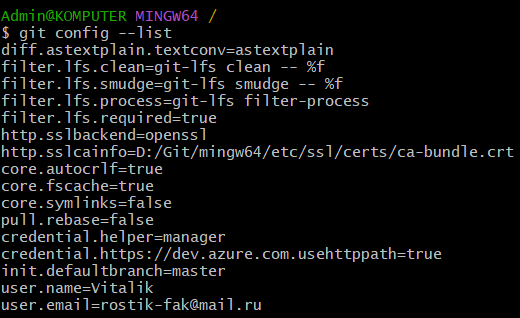 Admin@KOMPUTER MINGW64 /
$ git config --list
diff.astextplain.textconv=astextplain
filter.lfs.clean=git-lfs clean -- %f
filter.lfs.smudge=git-lfs smudge -- %f
filter.lfs.process=git-lfs filter-process
filter.lfs.required=true
http.sslbackend=openssl
http.sslcainfo=D:/Git/mingw64/etc/ssl/certs/ca-bundle.crt
core.autocrlf=true
core.fscache=true
core.symlinks=false
pull.rebase=false
credential.helper=manager
credential.https://dev.azure.com.usehttppath=true
init.defaultbranch=master
user.name=Vitalik
user.email=rostik-fak@mail.ru